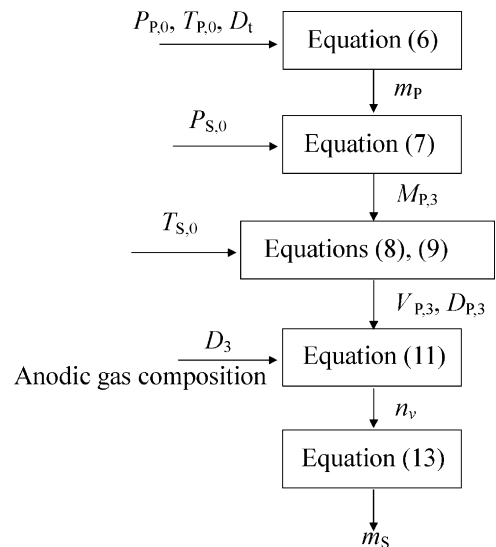 P_P,0, T_P,0, D_t
Equation (6)
m_P
P_S,0
Equation (7)
M_P,3
T_S,0
Equations (8), (9)
V_P,3, D_P,3
D_3
Equation (11)
Anodic gas composition
n_v
Equation (13)
m_S